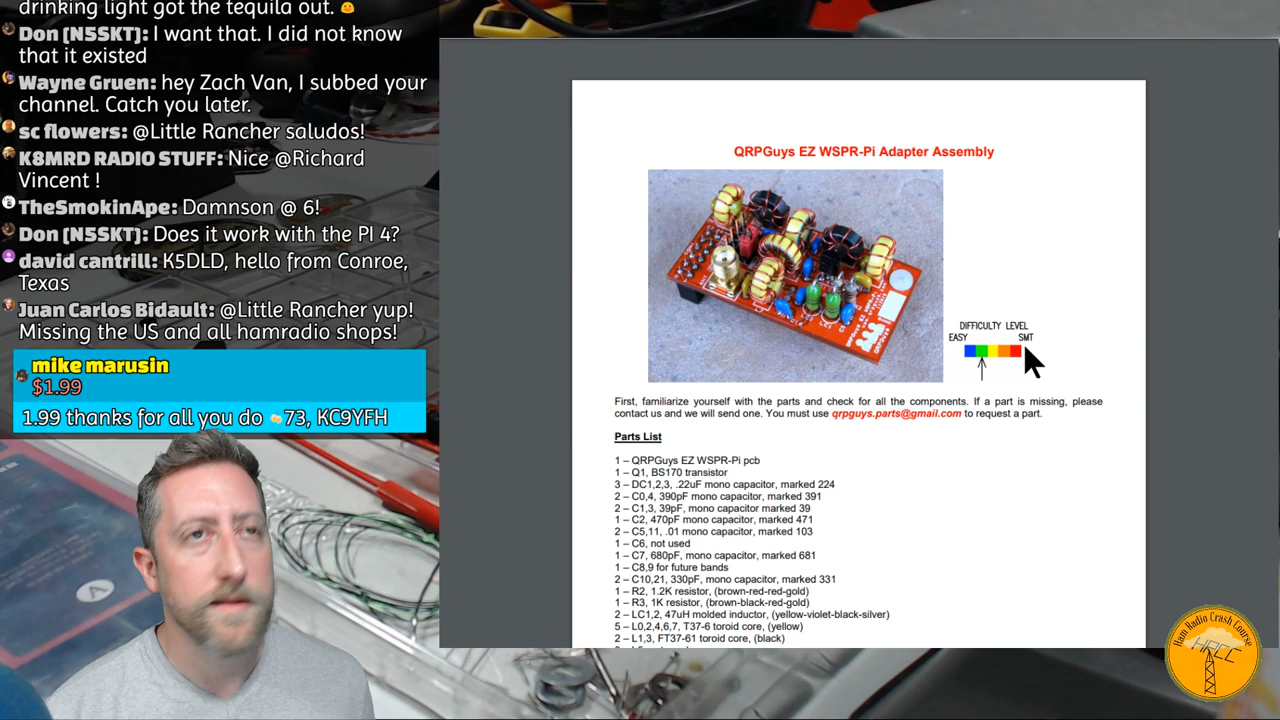 drinking light got the tequila out.
Don (N5SKT): I want that. I did not know
that it existed
Wayne Gruen: hey Zach Van, I subbed your
channel. Catch you later.
sc flowers: @Little Rancher saludos!
K8MRD RADIO STUFF: Nice @Richard
Vincent !
TheSmokinApe: Damnson @ 6!
Don (N5SKT): Does it work with the PI 4?
david cantrill: K5DLD, hello from Conroe,
Texas
Juan Carlos Bidault: @Little Rancher yup!
Missing the US and all hamradio shops!
mike marusin
$1.99
1.99 thanks for all you do 73, KC9YFH
QRPGuys EZ WSPR-Pi Adapter Assembly
DIFFICULTY LEVEL
EASY SMT
First, familiarize yourself with the parts and check for all the components. If a part is missing, please
contact us and we will send one. You must use qrpguys.parts@gmail.com to request a part.
Parts List
1 – QRPGuys EZ WSPR-Pi pcb
1 – Q1, BS170 transistor
3 – DC1,2,3, .22uF mono capacitor, marked 224
2 – C0,4, 390pF mono capacitor, marked 391
2 – C1,3, 39pF, mono capacitor marked 39
1 – C2, 470pF mono capacitor, marked 471
2 – C5,11, .01 mono capacitor, marked 103
1 – C6, not used
1 – C7, 680pF, mono capacitor, marked 681
1 – C8,9 for future bands
2 – C10,21, 330pF, mono capacitor, marked 331
1 – R2, 1.2K resistor, (brown-red-red-gold)
1 – R3, 1K resistor, (brown-black-red-gold)
2 – LC1,2, 47uH molded inductor, (yellow-violet-black-silver)
5 – L0,2,4,6,7, T37-6 toroid core, (yellow)
2 – L1,3, FT37-61 toroid core, (black)
Ham Radio Crash Course